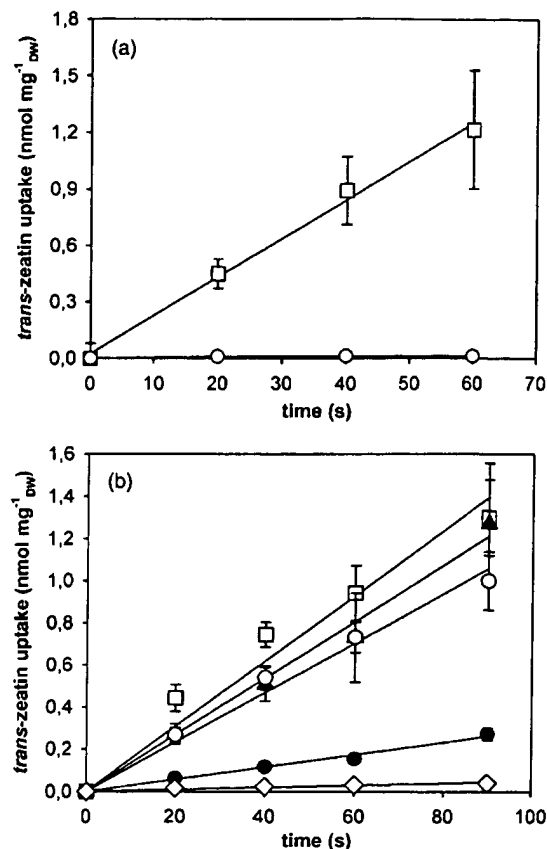 1,8
(a)
1,5
1,2
0,9
0,6
0,3
0,0
trans-zeatin uptake (nmol mg⁻¹DW)
0 10 20 30 40 50 60 70
time (s)
1,6
(b)
1,4
1,2
1,0
0,8
0,6
0,4
0,2
0,0
trans-zeatin uptake (nmol mg⁻¹DW)
0 20 40 60 80 100
time (s)